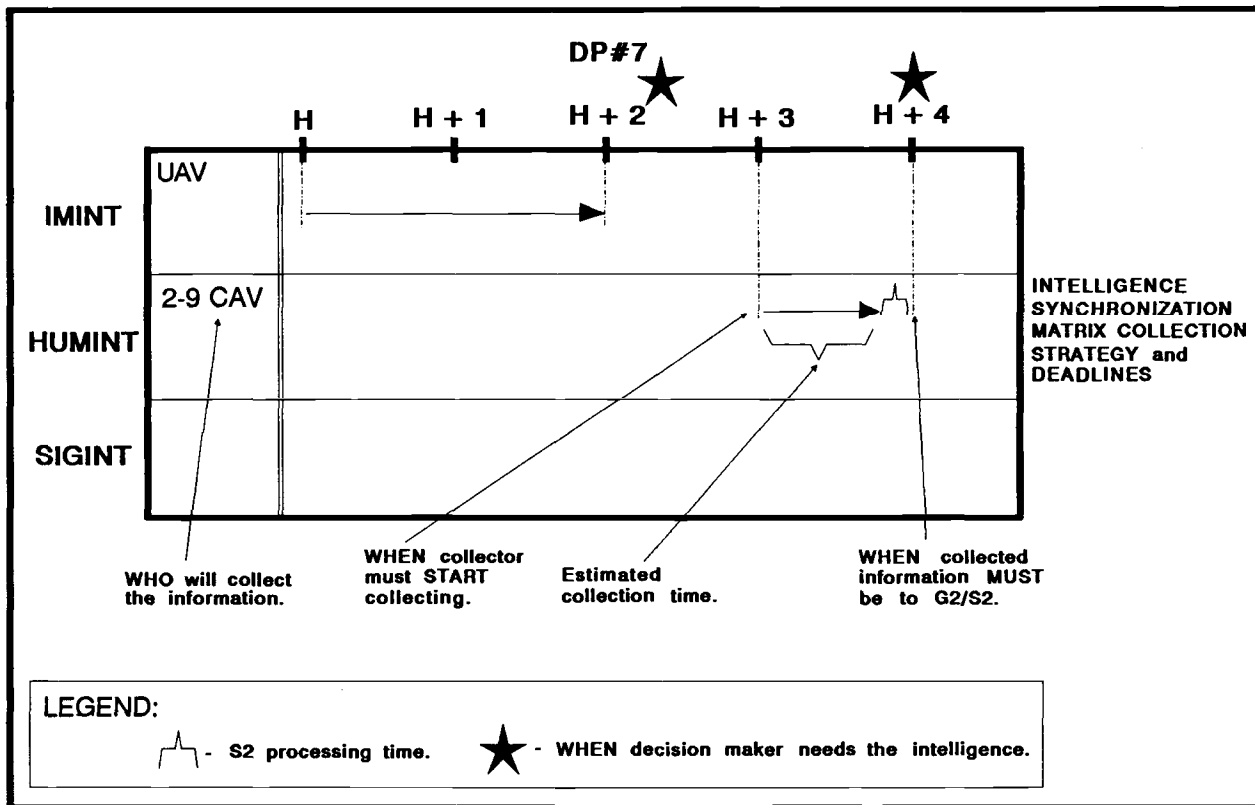 DP#7
H
H + 1
H + 2
H + 3
H + 4
UAV
IMINT
2-9 CAV
HUMINT
SIGINT
INTELLIGENCE
SYNCHRONIZATION
MATRIX COLLECTION
STRATEGY and
DEADLINES
WHO will collect
the information.
WHEN collector
must START
collecting.
Estimated
collection time.
WHEN collected
information MUST
be to G2/S2.
LEGEND:
- S2 processing time.
- WHEN decision maker needs the intelligence.